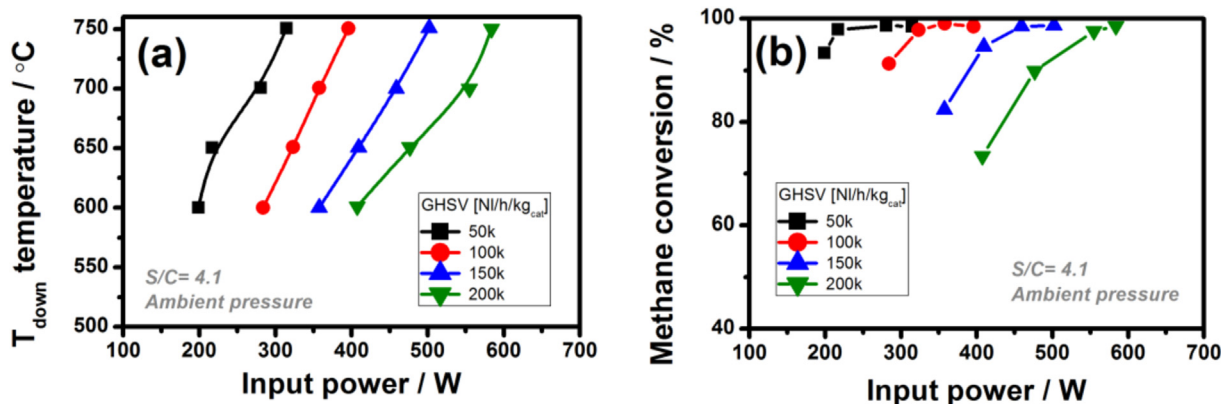 (a)
T_down temperature / °C
750
700
650
600
550
500
GHSV [Nl/h/kg_cat]
50k
100k
150k
200k
S/C= 4.1
Ambient pressure
100 200 300 400 500 600 700
Input power / W
(b)
Methane conversion / %
100
80
60
40
GHSV [Nl/h/kg_cat]
50k
100k
150k
200k
S/C= 4.1
Ambient pressure
100 200 300 400 500 600 700
Input power / W